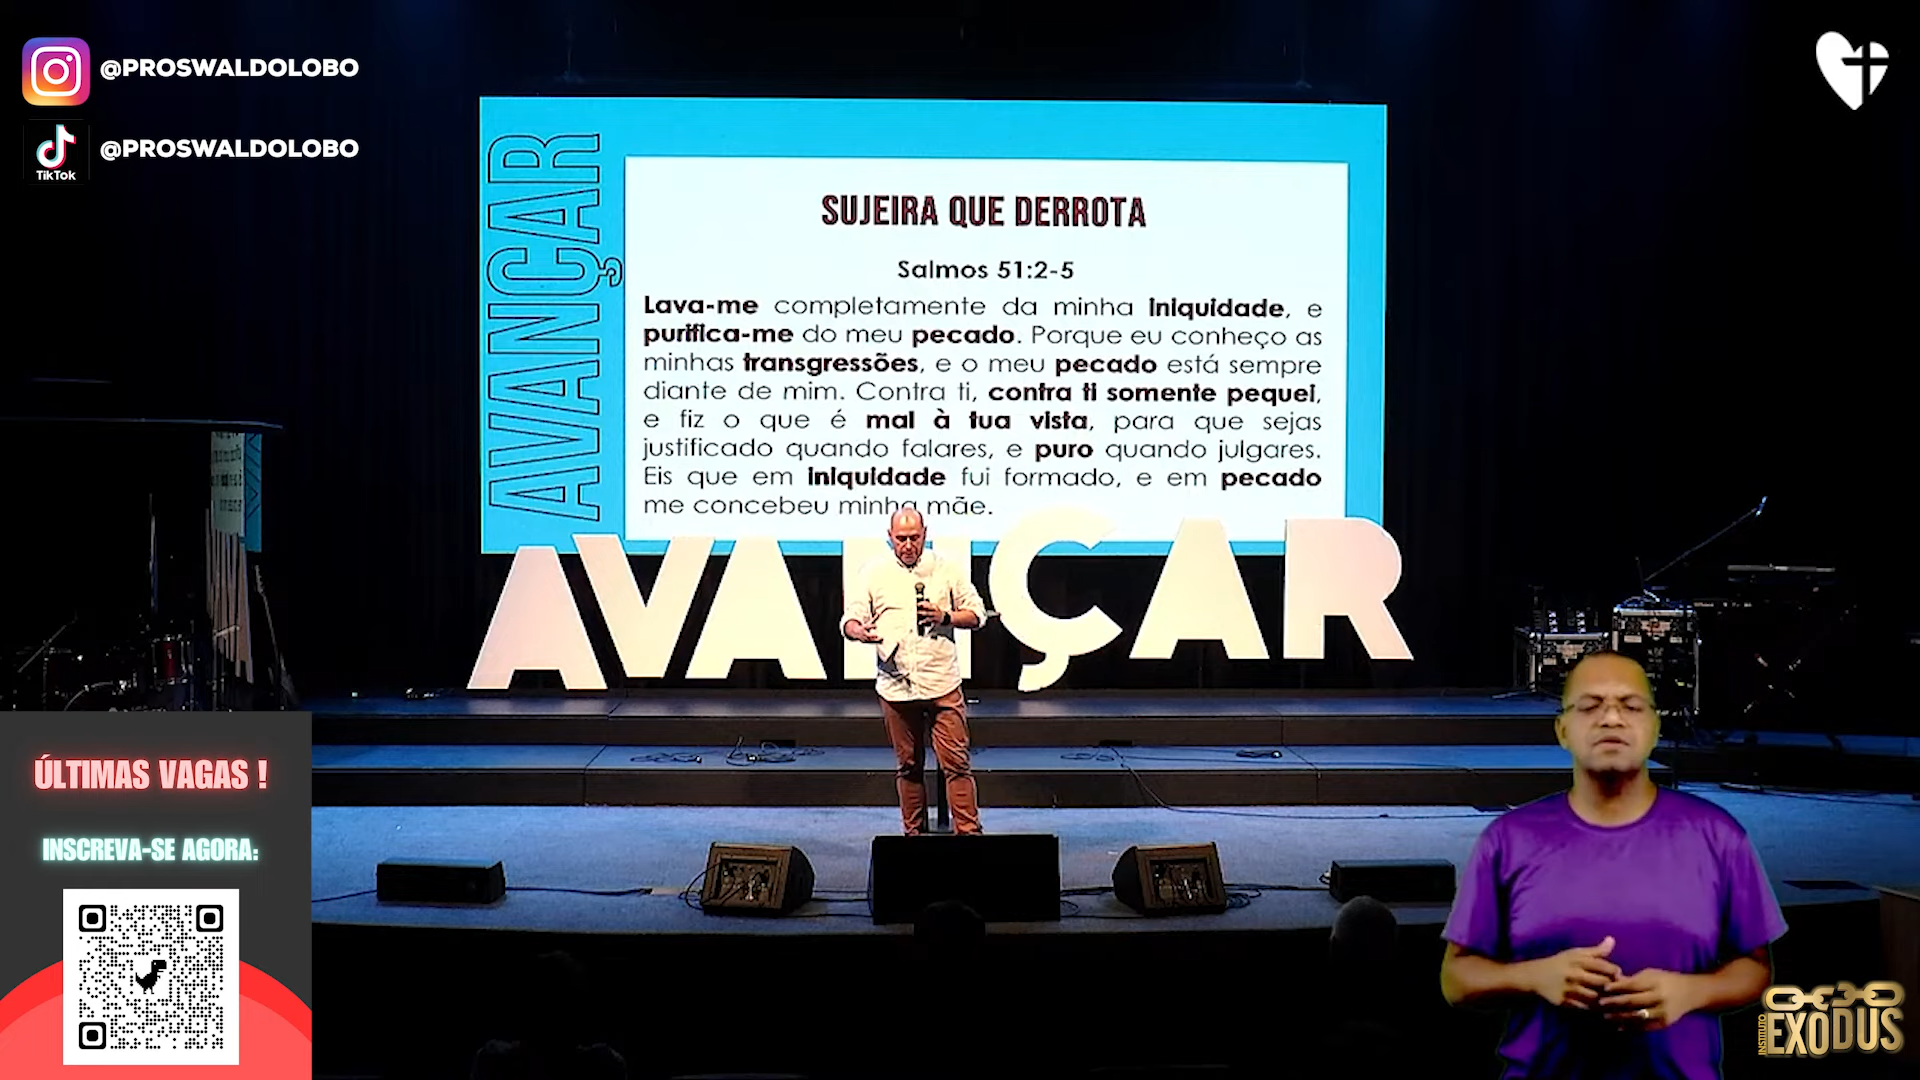 @PROSWALDOLOBO
TikTok
@PROSWALDOLOBO
AVANÇAR
SUJEIRA QUE DERROTA
Salmos 51:2-5
Lava-me completamente da minha iniquidade, e
purifica-me do meu pecado. Porque eu conheço as
minhas transgressões, e o meu pecado está sempre
diante de mim. Contra ti, contra ti somente pequei,
e fiz o que é mal à tua vista, para que sejas
justificado quando falares, e puro quando julgares.
Eis que em iniquidade fui formado, e em pecado
me concebeu minha mãe.
AVANÇAR
ÚLTIMAS VAGAS !
INSCREVA-SE AGORA:
INSTITUTO
EXODUS